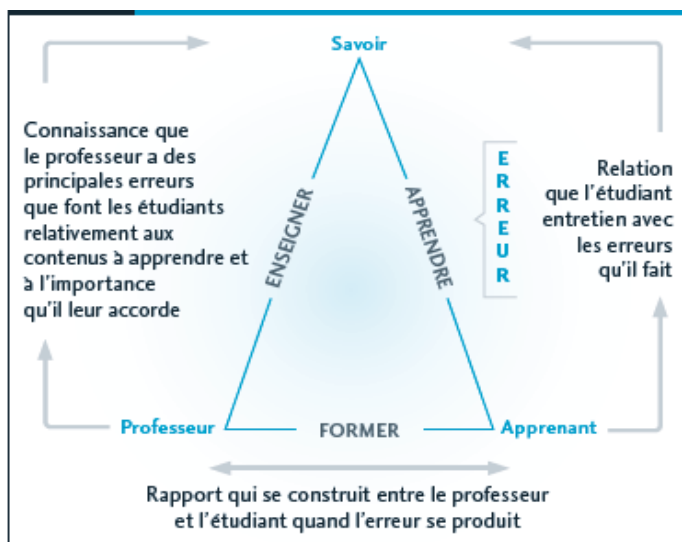 Savoir
Connaissance que
le professeur a des
principales erreurs
que font les étudiants
relativement aux
contenus à apprendre et
à l'importance
qu'il leur accorde
ENSEIGNER
APPRENDRE
ERREUR
Relation
que l'étudiant
entretien avec
les erreurs
qu'il fait
Professeur
FORMER
Apprenant
Rapport qui se construit entre le professeur
et l'étudiant quand l'erreur se produit